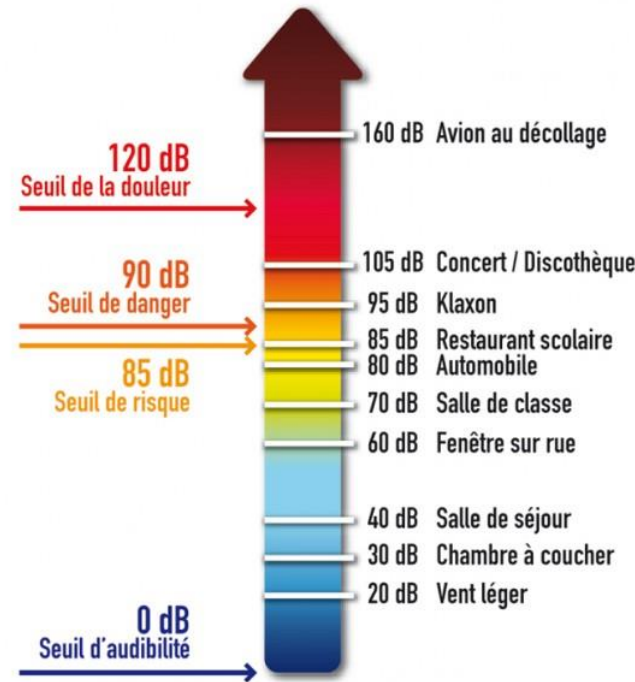 160 dB Avion au décollage
120 dB
Seuil de la douleur
105 dB Concert / Discothèque
90 dB
Seuil de danger
95 dB Klaxon
85 dB Restaurant scolaire
80 dB Automobile
85 dB
Seuil de risque
70 dB Salle de classe
60 dB Fenêtre sur rue
40 dB Salle de séjour
30 dB Chambre à coucher
20 dB Vent léger
0 dB
Seuil d'audibilité